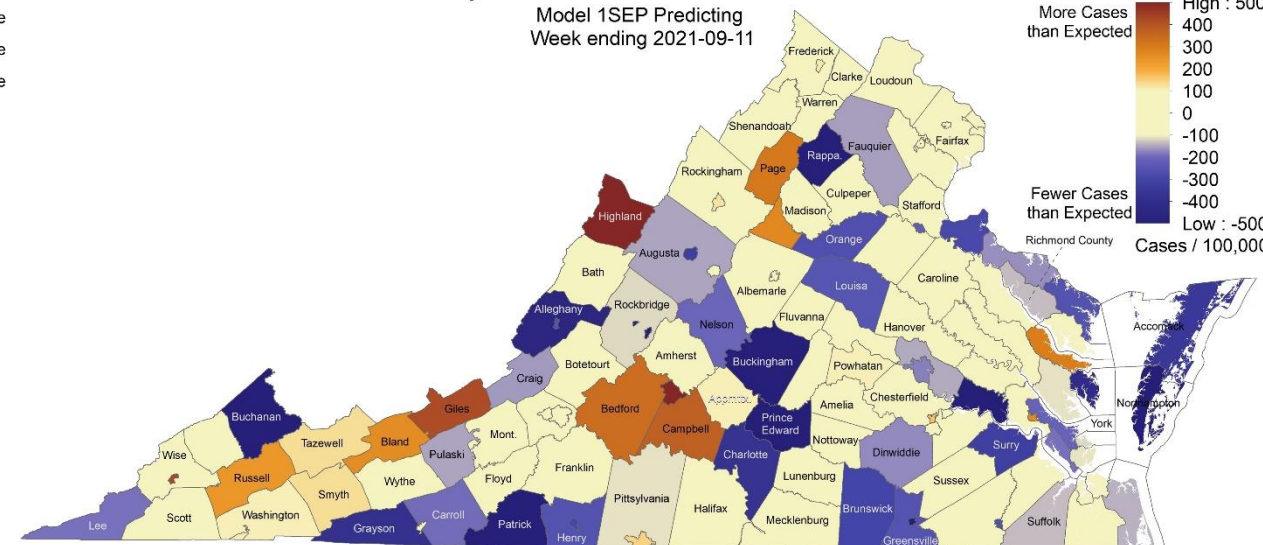 e
e
e
Model 1SEP Predicting
Week ending 2021-09-11
More Cases
than Expected
High : 500
400
300
200
100
0
-100
-200
-300
-400
Low : -500
Fewer Cases
than Expected
Cases / 100,000
Richmond County
Frederick
Clarke
Loudoun
Warren
Shenandoah
Fauquier
Fairfax
Rappa.
Page
Rockingham
Culpeper
Stafford
Madison
Highland
Orange
Augusta
Bath
Albemarle
Louisa
Caroline
Rockbridge
Alleghany
Nelson
Fluvanna
Hanover
Accomack
Amherst
Buckingham
Botetourt
Powhatan
Craig
Appmtox.
Chesterfield
Amelia
Giles
Bedford
Northampton
Buchanan
Prince
Edward
Campbell
York
Tazewell
Bland
Mont.
Nottoway
Surry
Wise
Pulaski
Charlotte
Dinwiddie
Franklin
Russell
Wythe
Floyd
Lunenburg
Sussex
Smyth
Pittsylvania
Halifax
Brunswick
Scott
Washington
Carroll
Mecklenburg
Suffolk
Lee
Grayson
Patrick
Henry
Greensville